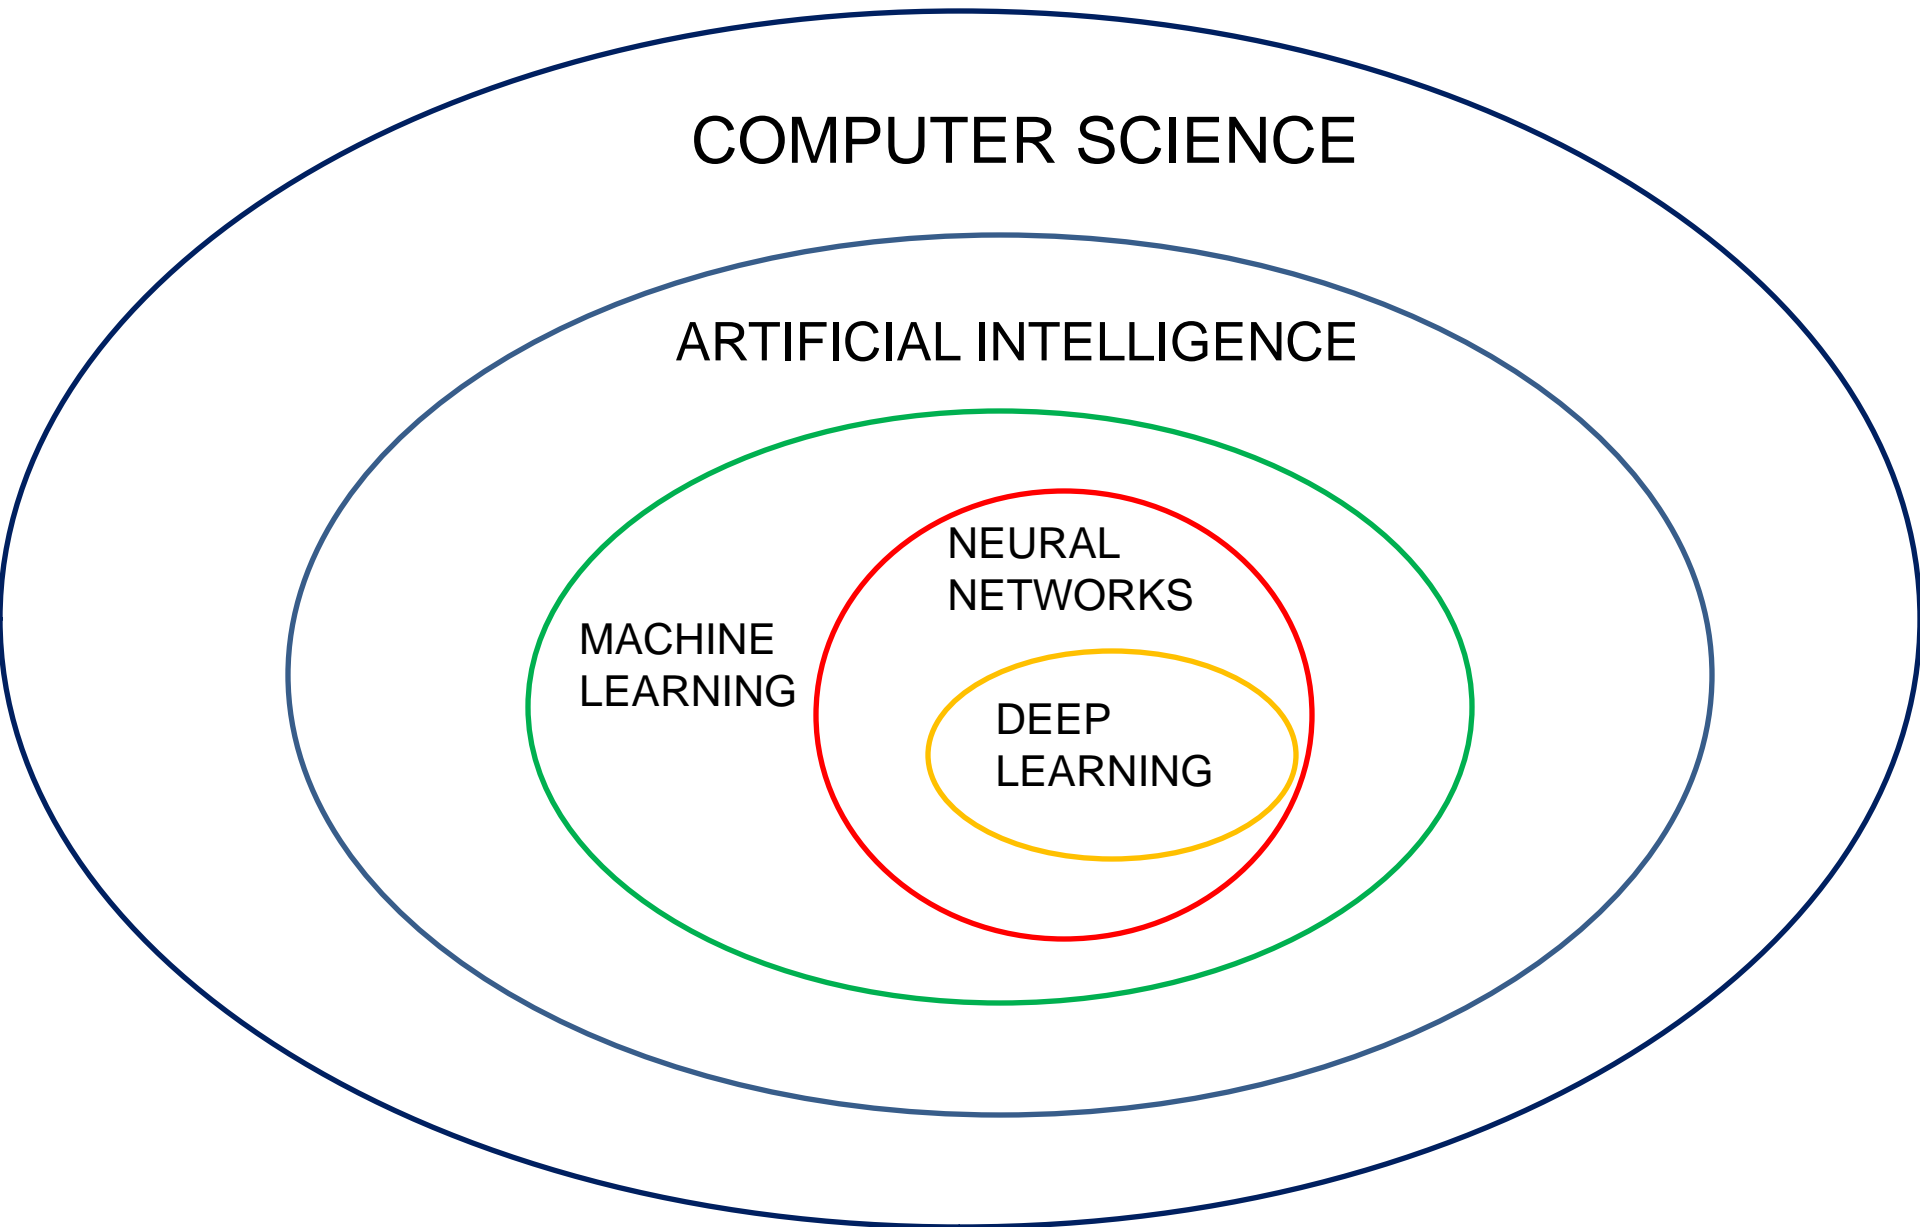 COMPUTER SCIENCE
ARTIFICIAL INTELLIGENCE
NEURAL
NETWORKS
MACHINE
LEARNING
DEEP
LEARNING